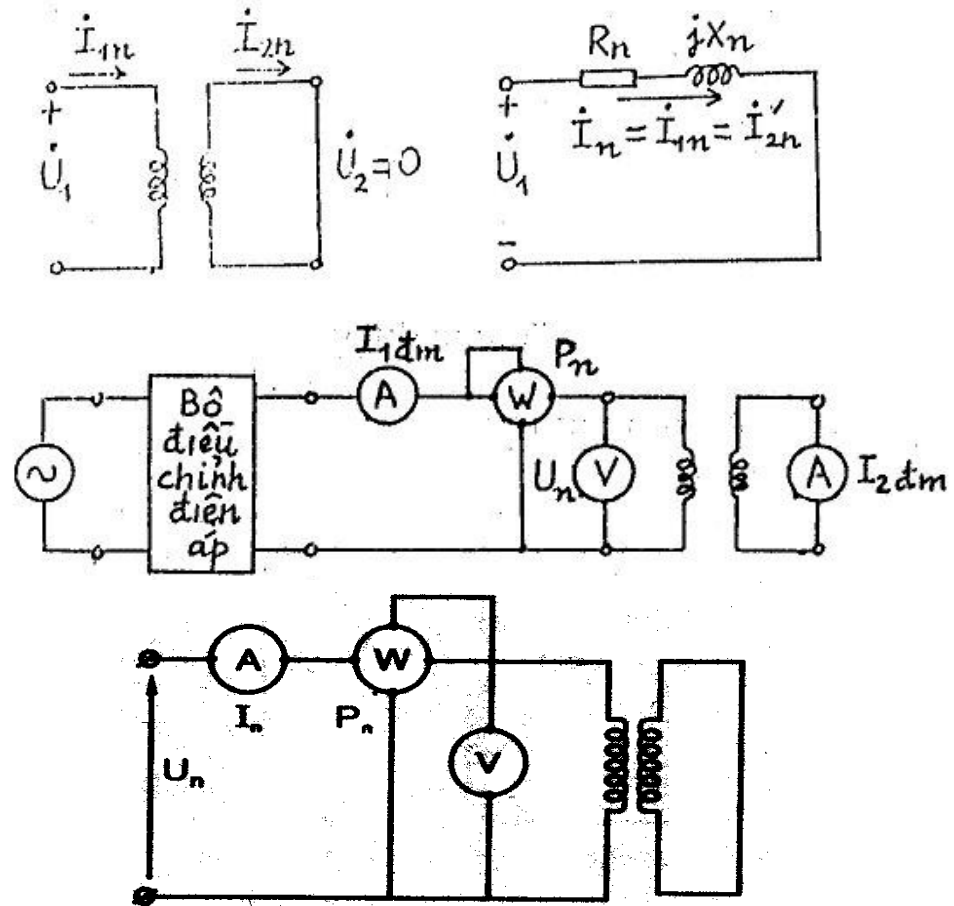 İ₁ₙ
İ₂ₙ
+
U̇₁
U̇₂=0
Rₙ
jXₙ
+
U̇₁
İₙ = İ₁ₙ = İ'₂ₙ
-
I₁đm
Pₙ
A
W
Bộ
điều
chỉnh
điện
áp
Uₙ
V
A
I₂đm
A
W
Iₙ
Pₙ
V
Uₙ